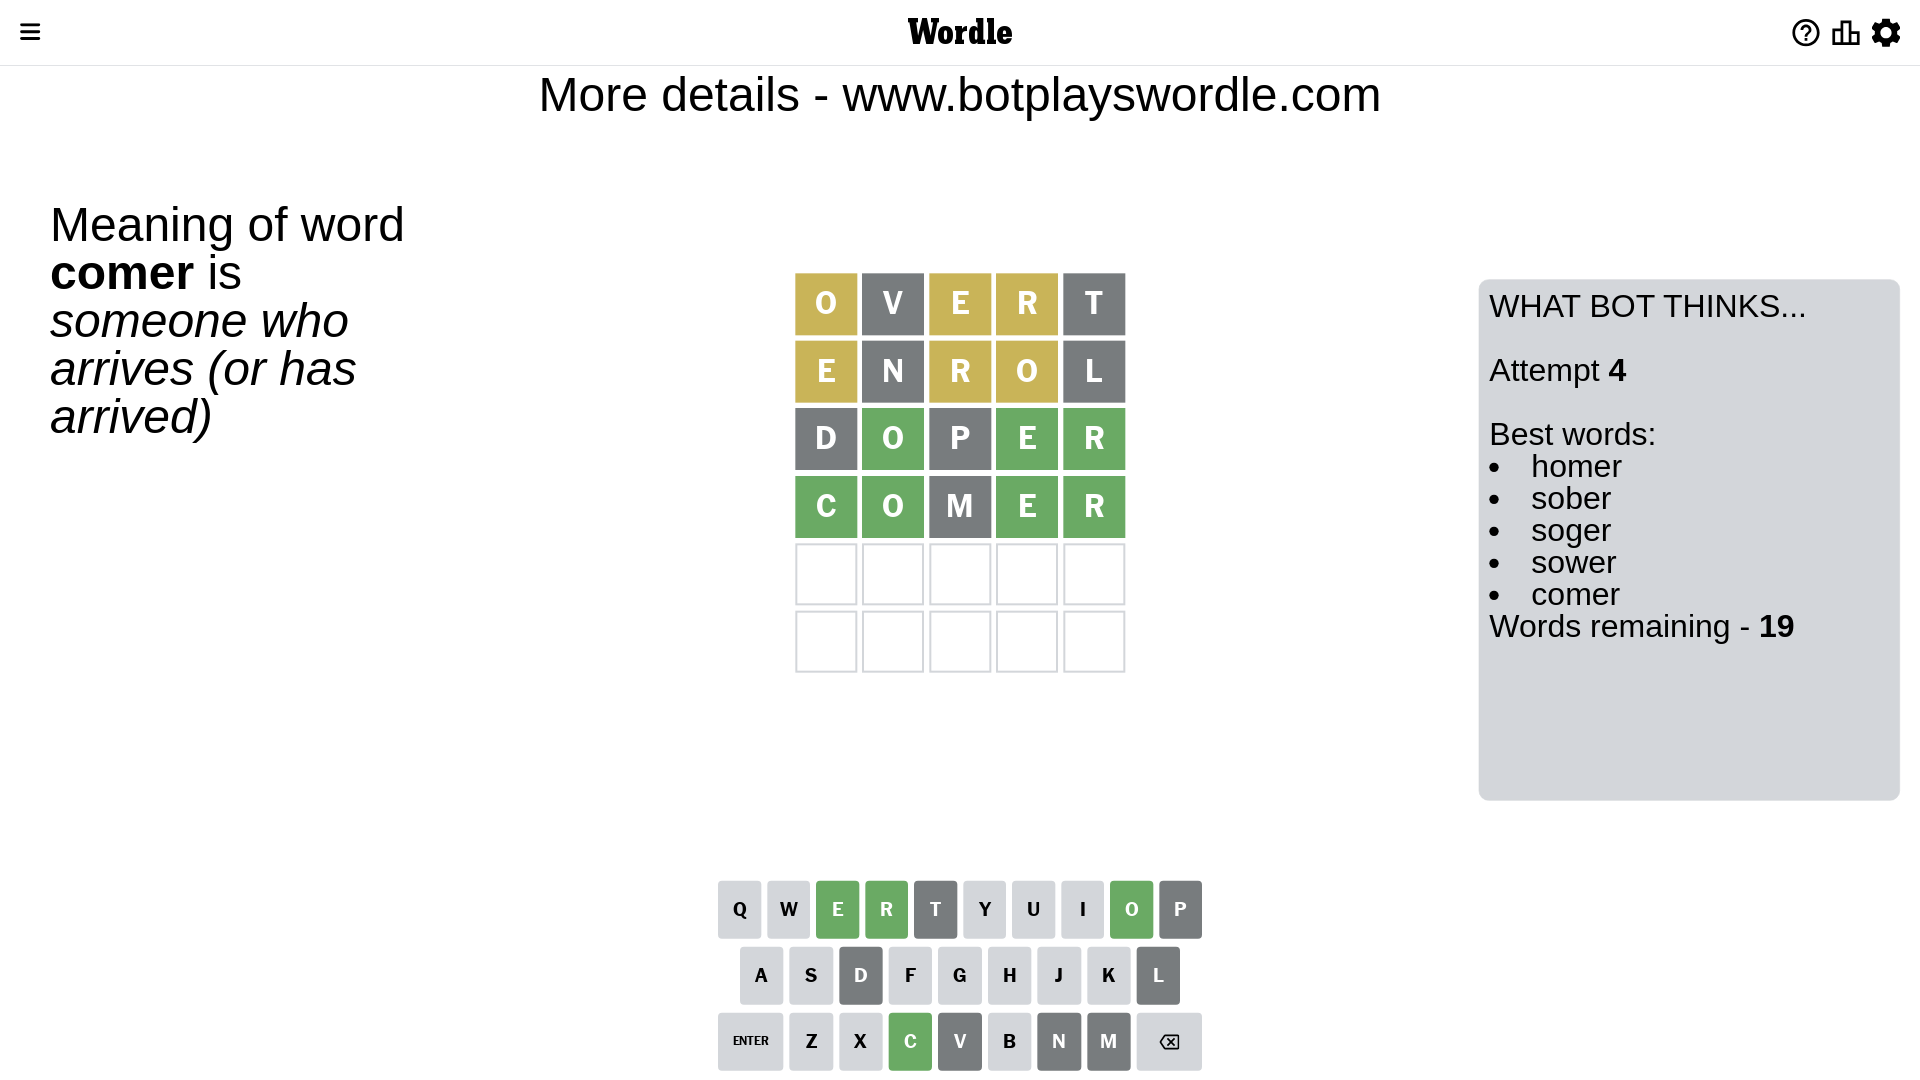 Wordle
More details - www.botplayswordle.com
Meaning of word
comer is
someone who
arrives (or has
arrived)
O V E R T
E N R O L
D O P E R
C O M E R
WHAT BOT THINKS...
Attempt 4
Best words:
• homer
• sober
• soger
• sower
• comer
Words remaining - 19
Q W E R T Y U I O P
A S D F G H J K L
ENTER Z X C V B N M